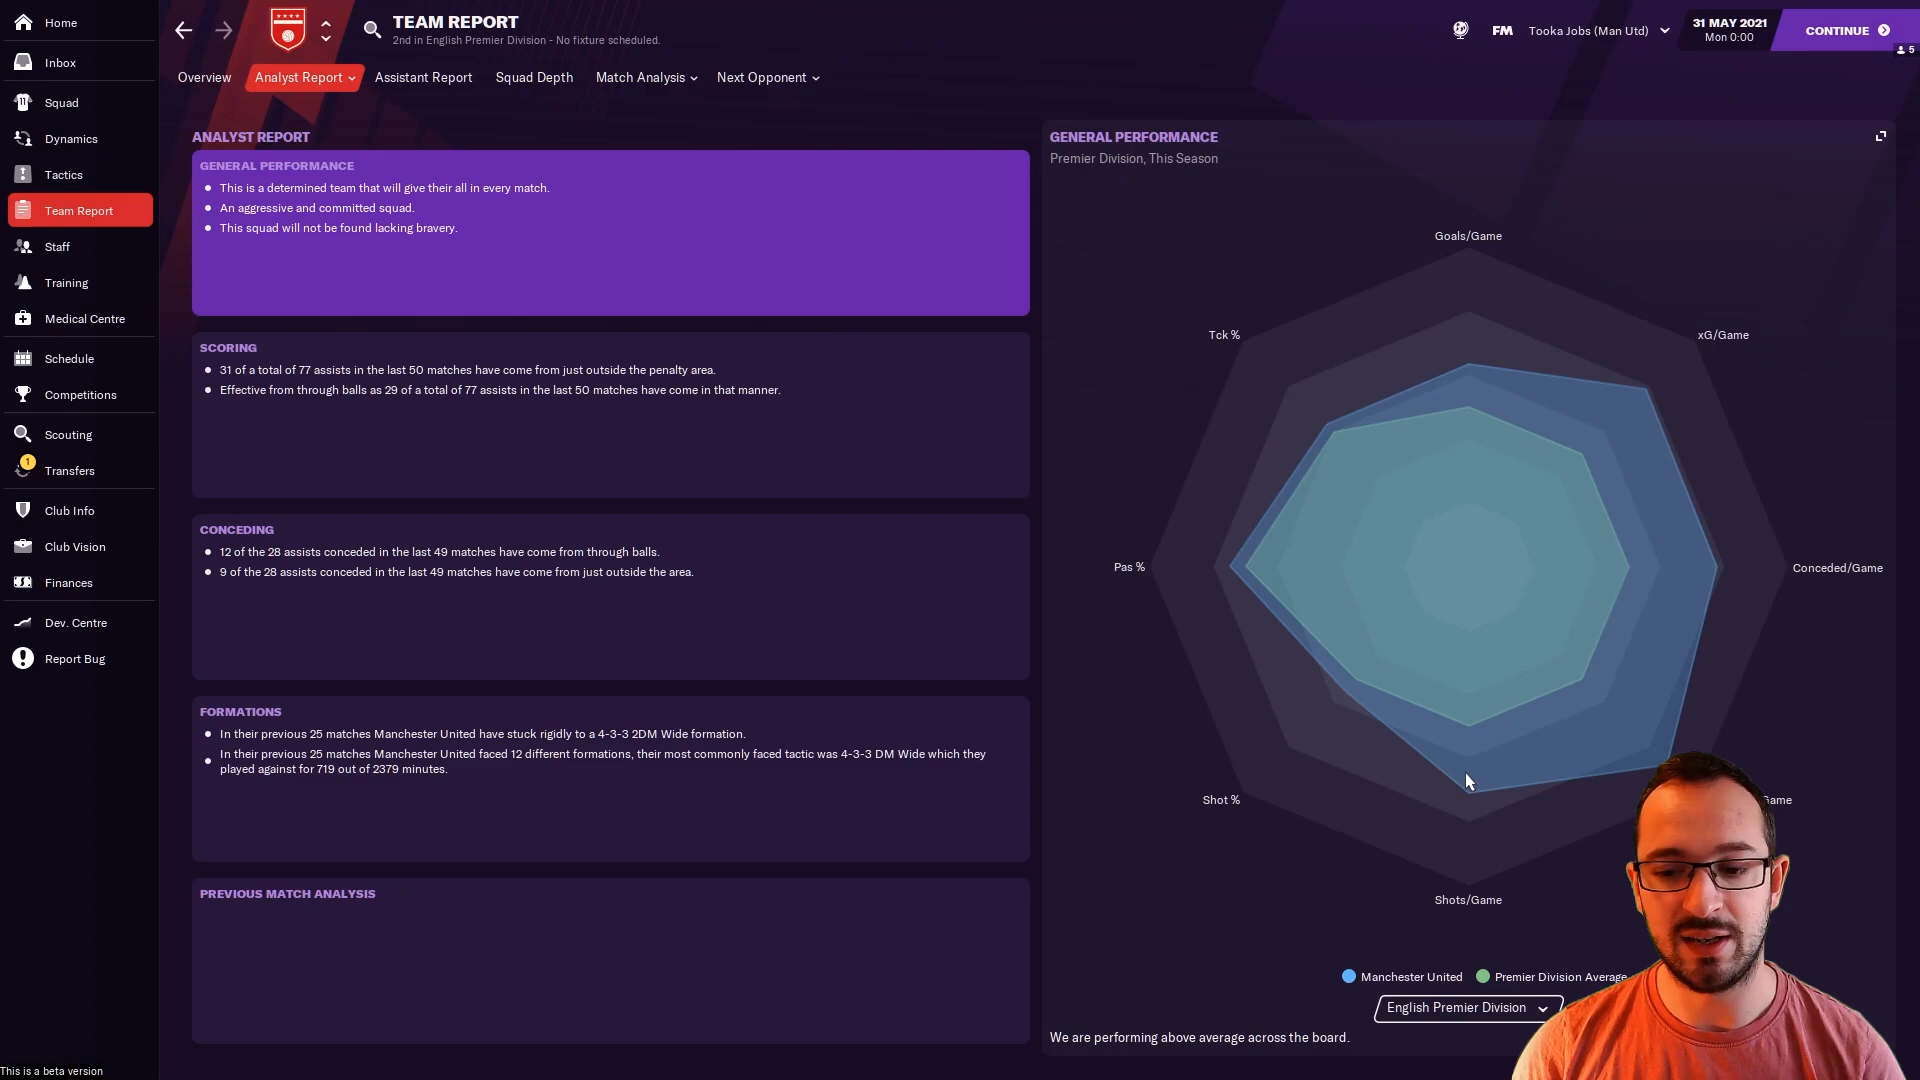 Home
Inbox
Squad
Dynamics
Tactics
Team Report
Staff
Training
Medical Centre
Schedule
Competitions
Scouting
1
Transfers
Club Info
Club Vision
Finances
Dev. Centre
Report Bug
This is a beta version
TEAM REPORT
2nd in English Premier Division - No fixture scheduled.
FM
Tooka Jobs (Man Utd)
31 MAY 2021
Mon 0:00
CONTINUE
5
Overview
Analyst Report
Assistant Report
Squad Depth
Match Analysis
Next Opponent
ANALYST REPORT
GENERAL PERFORMANCE
This is a determined team that will give their all in every match.
An aggressive and committed squad.
This squad will not be found lacking bravery.
SCORING
31 of a total of 77 assists in the last 50 matches have come from just outside the penalty area.
Effective from through balls as 29 of a total of 77 assists in the last 50 matches have come in that manner.
CONCEDING
12 of the 28 assists conceded in the last 49 matches have come from through balls.
9 of the 28 assists conceded in the last 49 matches have come from just outside the area.
FORMATIONS
In their previous 25 matches Manchester United have stuck rigidly to a 4-3-3 2DM Wide formation.
In their previous 25 matches Manchester United faced 12 different formations, their most commonly faced tactic was 4-3-3 DM Wide which they
played against for 719 out of 2379 minutes.
PREVIOUS MATCH ANALYSIS
GENERAL PERFORMANCE
Premier Division, This Season
Goals/Game
Tck %
xG/Game
Pas %
Conceded/Game
Shot %
Game
Shots/Game
Manchester United
Premier Division Average
English Premier Division
We are performing above average across the board.